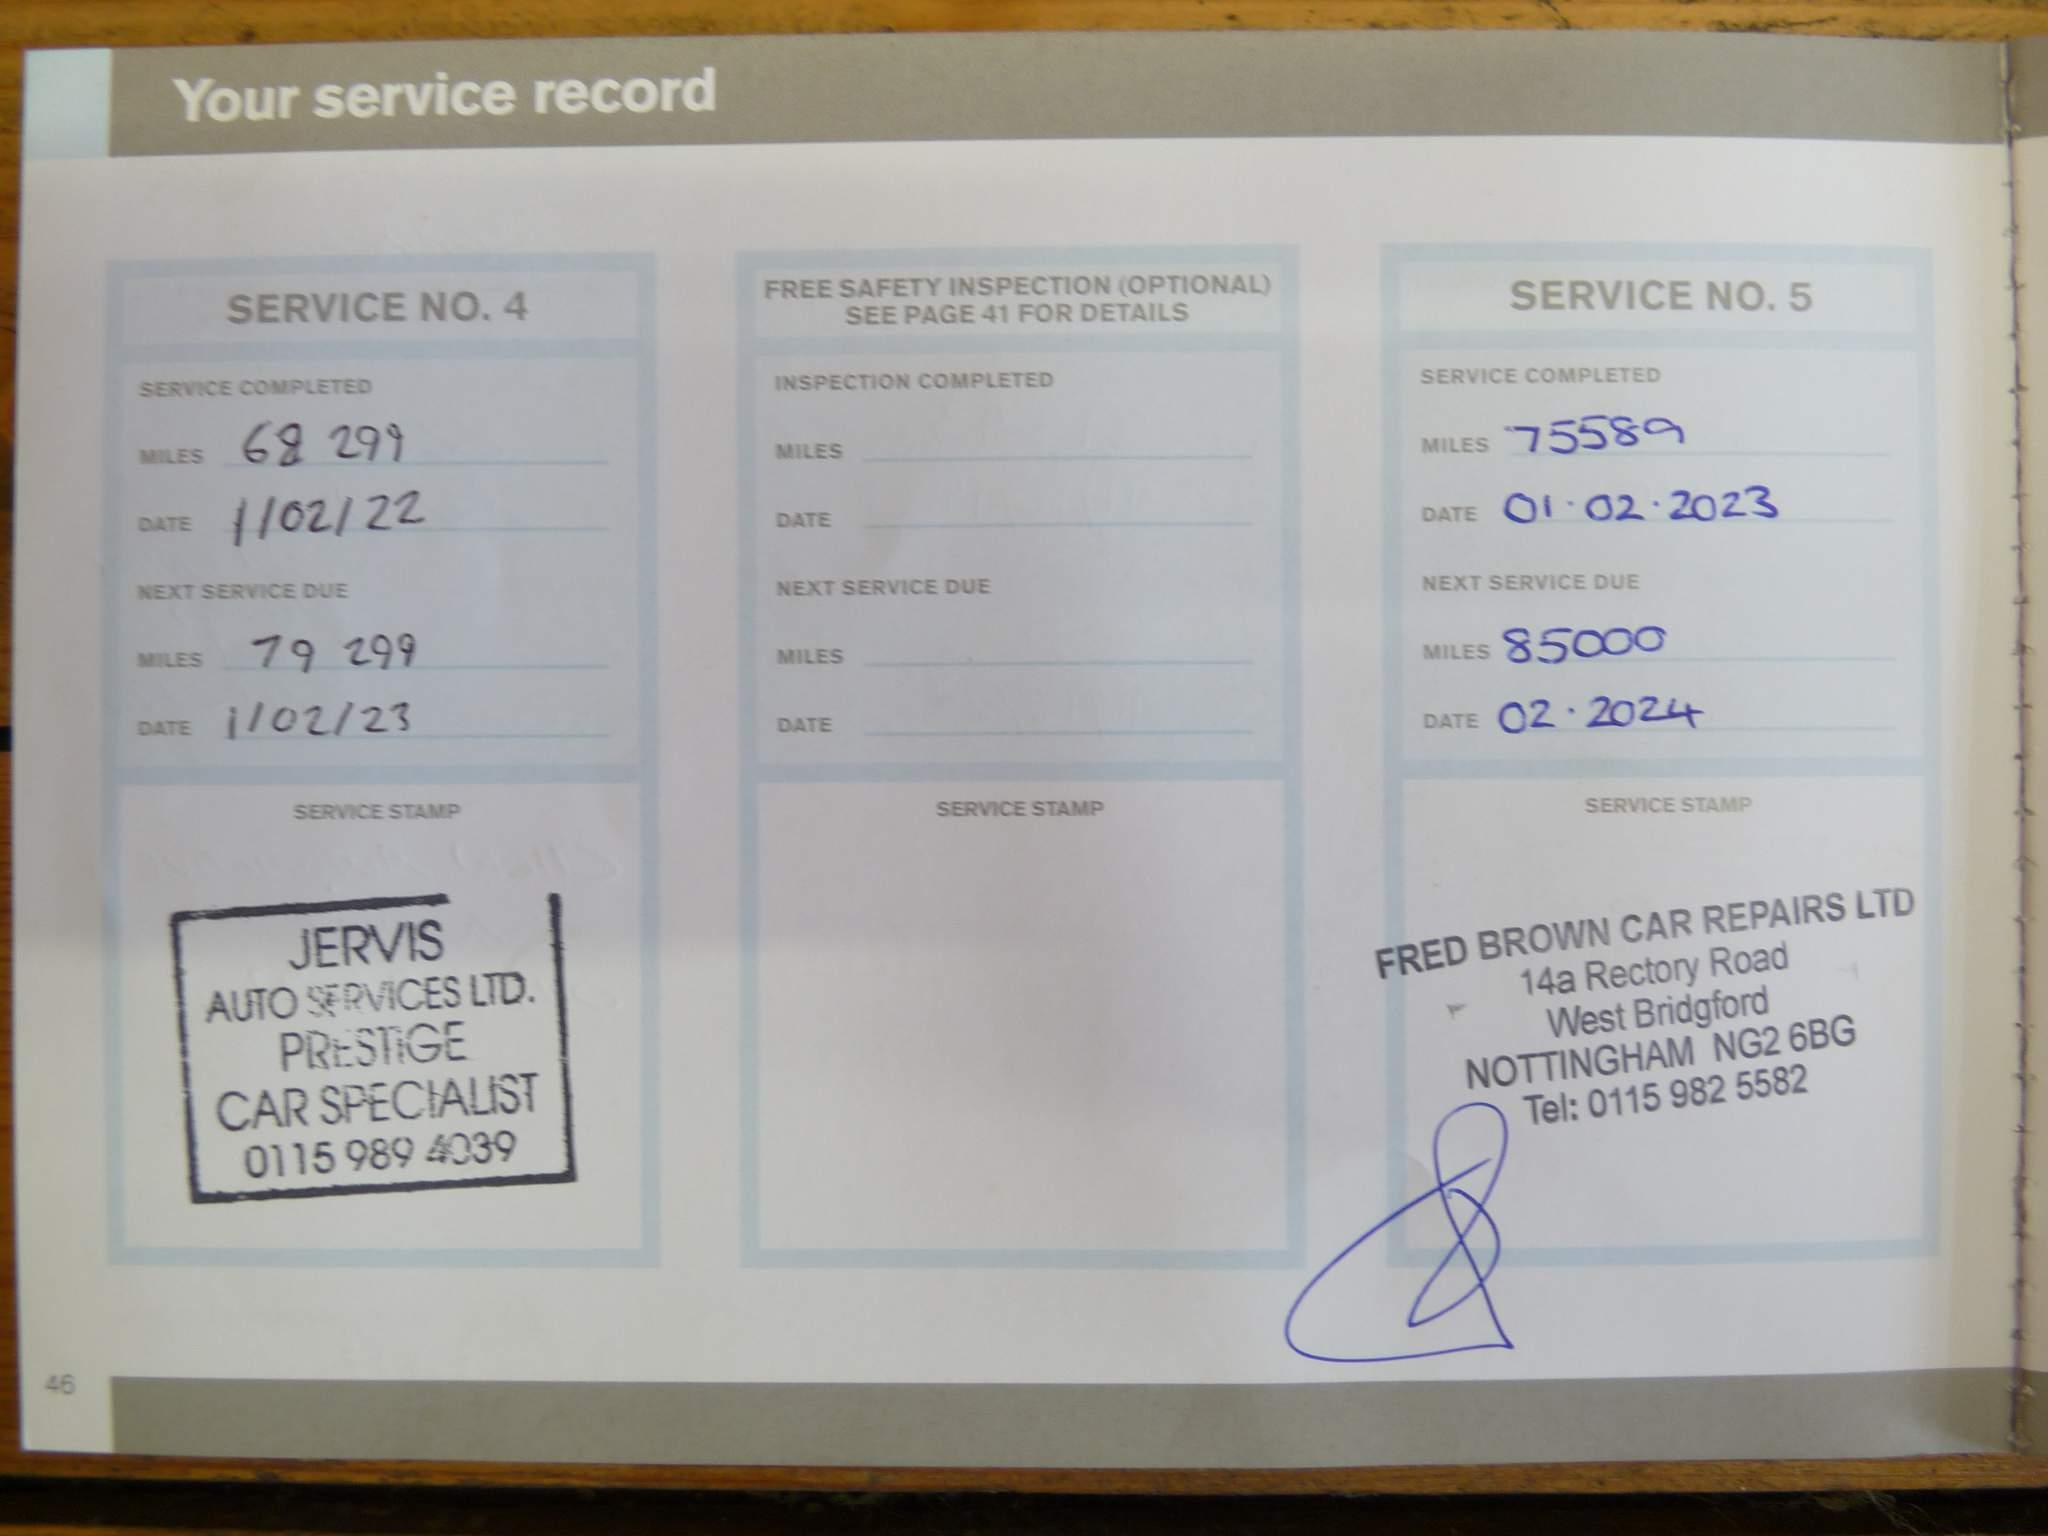 Your service record
SERVICE NO. 4
SERVICE COMPLETED
MILES 68 299
DATE 1/02/22
NEXT SERVICE DUE
MILES 79 299
DATE 1/02/23
SERVICE STAMP
JERVIS
AUTO SERVICES LTD.
PRESTIGE
CAR SPECIALIST
0115 989 4039
FREE SAFETY INSPECTION (OPTIONAL)
SEE PAGE 41 FOR DETAILS
INSPECTION COMPLETED
MILES
DATE
NEXT SERVICE DUE
MILES
DATE
SERVICE STAMP
SERVICE NO. 5
SERVICE COMPLETED
MILES 75589
DATE 01·02·2023
NEXT SERVICE DUE
MILES 85000
DATE 02·2024
SERVICE STAMP
FRED BROWN CAR REPAIRS LTD
14a Rectory Road
West Bridgford
NOTTINGHAM NG2 6BG
Tel: 0115 982 5582
46